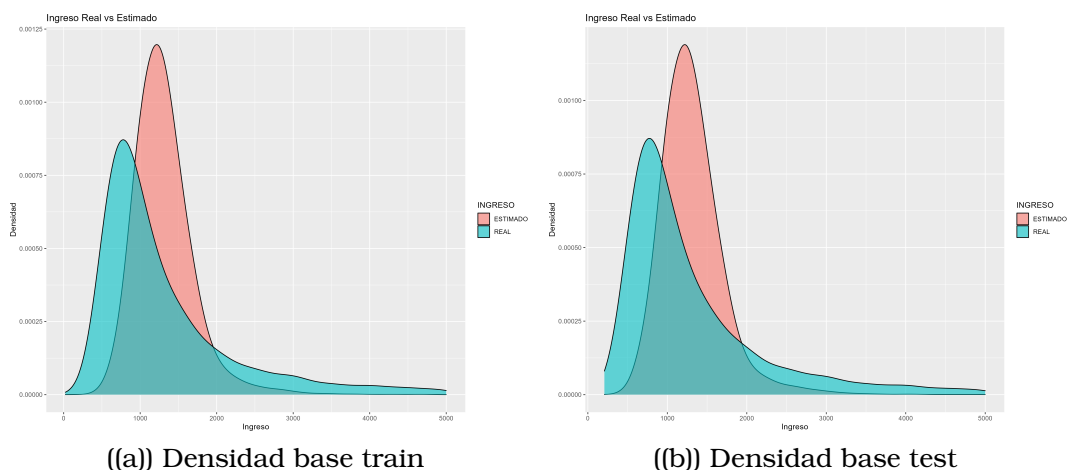 Ingreso Real vs Estimado
0.00125
0.00100
0.00075
0.00050
0.00025
0.00000
Densidad
0
1000
2000
3000
4000
5000
Ingreso
INGRESO
ESTIMADO
REAL
((a)) Densidad base train
Ingreso Real vs Estimado
0.00100
0.00075
0.00050
0.00025
0.00000
Densidad
0
1000
2000
3000
4000
5000
Ingreso
INGRESO
ESTIMADO
REAL
((b)) Densidad base test